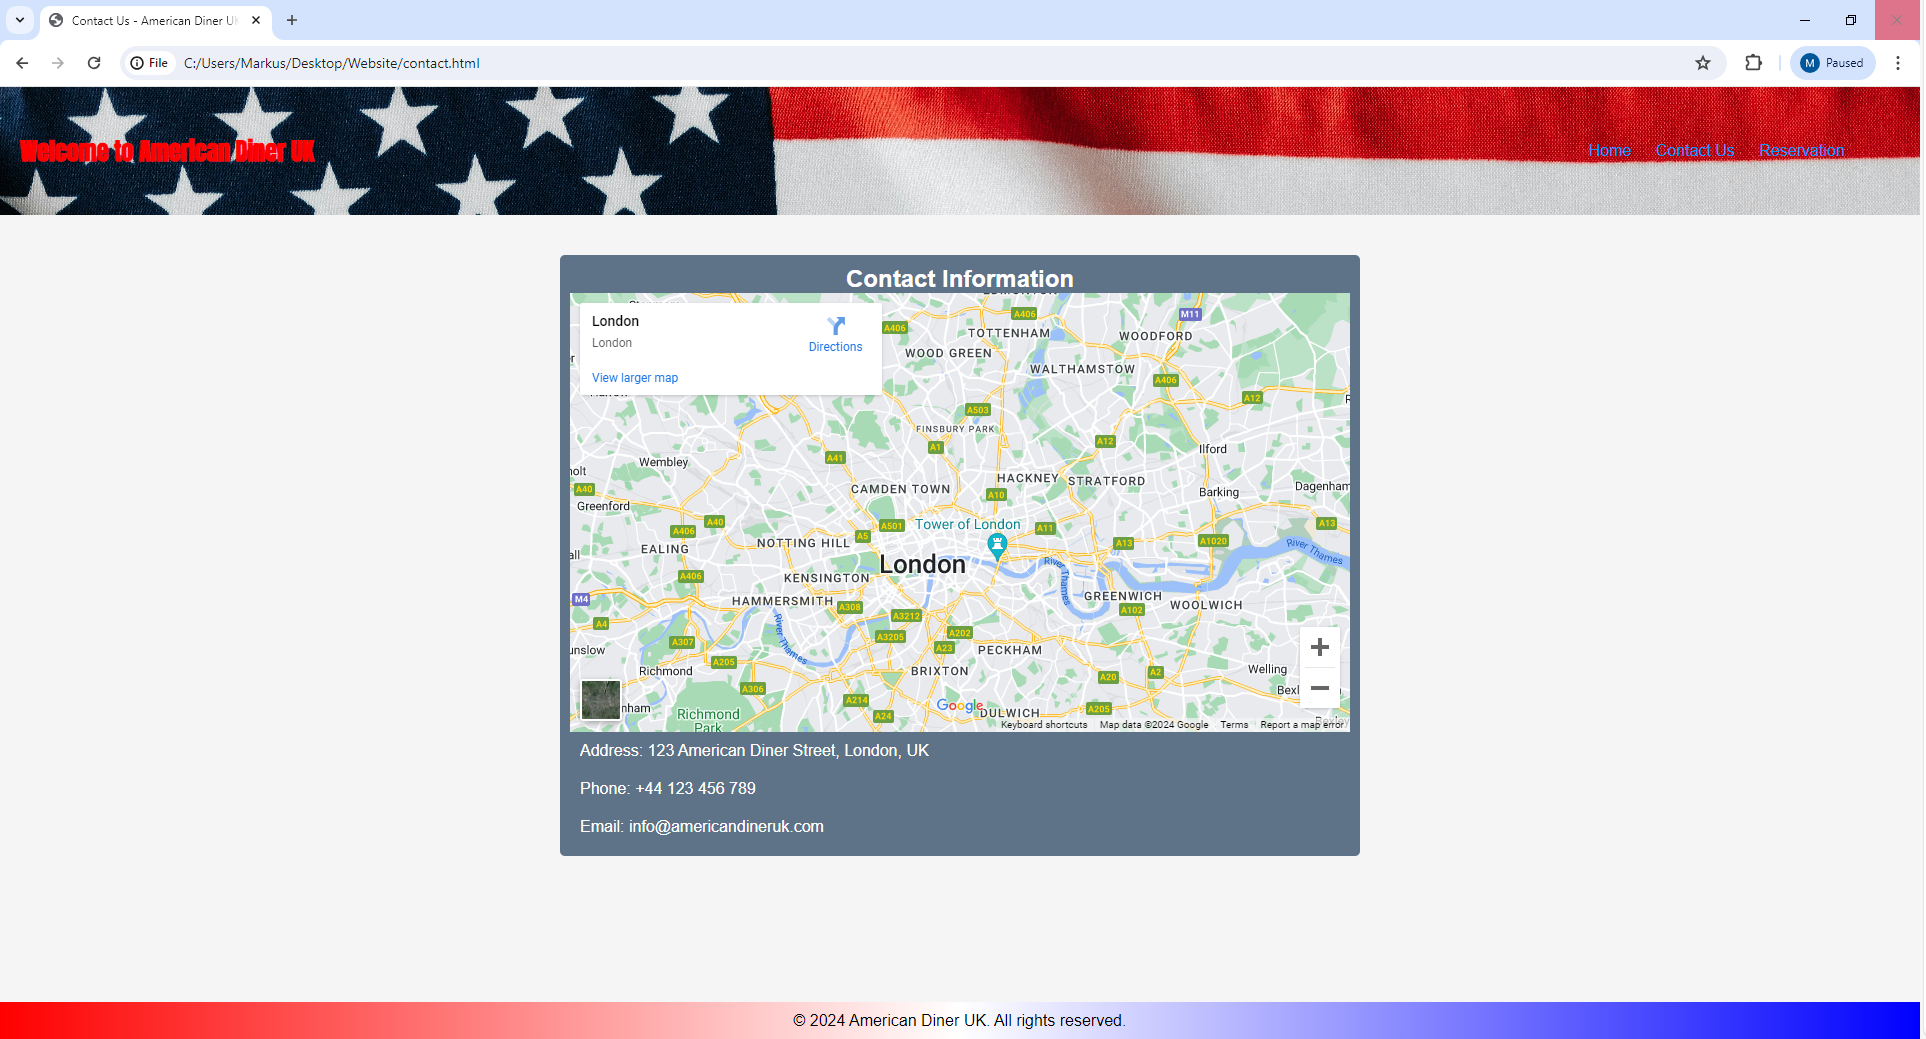 Contact Us - American Diner U
File
C:/Users/Markus/Desktop/Website/contact.html
M Paused
Welcome to American Diner UK
Home Contact Us Reservation
Contact Information
London
London
Directions
View larger map
A406
A406
M11
TOTTENHAM
WOODFORD
WOOD GREEN
WALTHAMSTOW
A406
A12
A503
FINSBURY PARK
A1
A12
Ilford
A41
Wembley
HACKNEY
STRATFORD
CAMDEN TOWN
A10
Barking
Dagenham
A40
Greenford
A40
A406
A501
Tower of London
A11
A13
A5
NOTTING HILL
A13
A1020
River Thames
EALING
London
River Thames
A406
KENSINGTON
GREENWICH
M4
HAMMERSMITH
A308
A102
WOOLWICH
A4
A3212
River Thames
A3205
A202
A307
A23
PECKHAM
A205
Richmond
BRIXTON
A20
A2
Welling
A306
A214
A24
Richmond
Park
Google
DULWICH
A205
Keyboard shortcuts Map data ©2024 Google Terms Report a map error
Address: 123 American Diner Street, London, UK
Phone: +44 123 456 789
Email: info@americandineruk.com
© 2024 American Diner UK. All rights reserved.